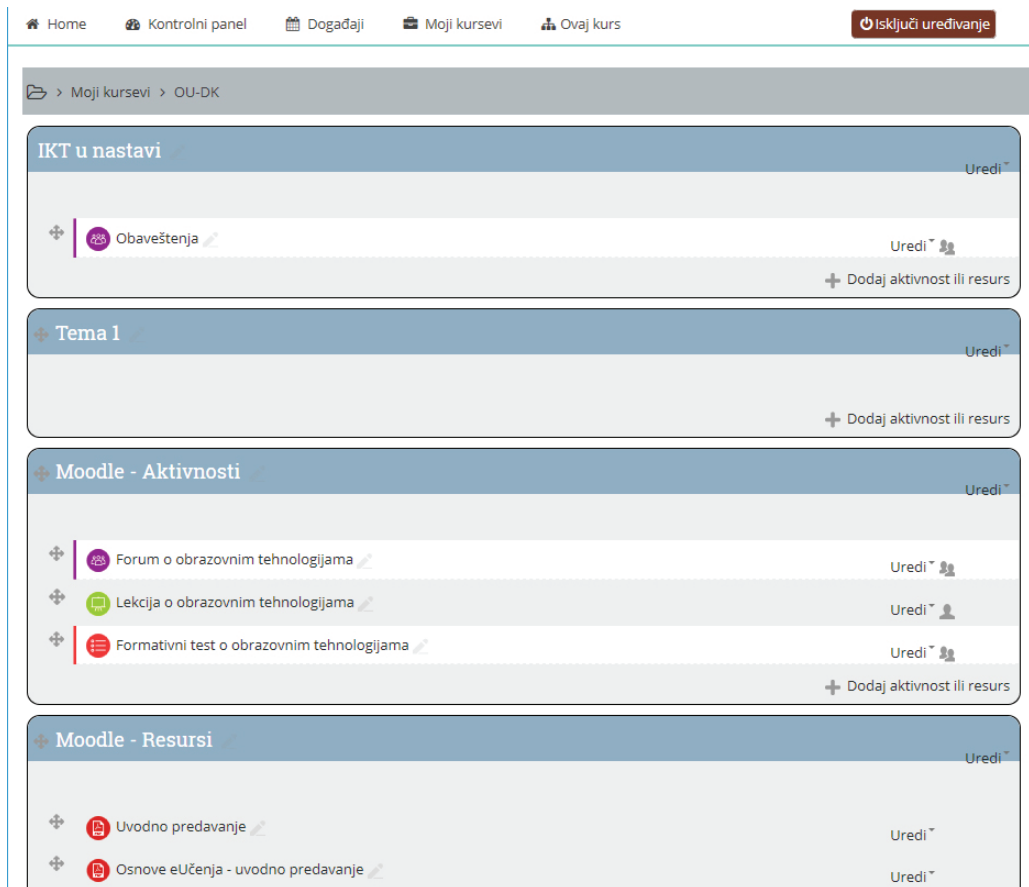 Home Kontrolni panel Događaji Moji kursevi Ovaj kurs Isključi uređivanje
> Moji kursevi > OU-DK
IKT u nastavi
Uredi
Obaveštenja
Uredi
Dodaj aktivnost ili resurs
Tema 1
Uredi
Dodaj aktivnost ili resurs
Moodle - Aktivnosti
Uredi
Forum o obrazovnim tehnologijama
Uredi
Lekcija o obrazovnim tehnologijama
Uredi
Formativni test o obrazovnim tehnologijama
Uredi
Dodaj aktivnost ili resurs
Moodle - Resursi
Uredi
Uvodno predavanje
Uredi
Osnove eUčenja - uvodno predavanje
Uredi